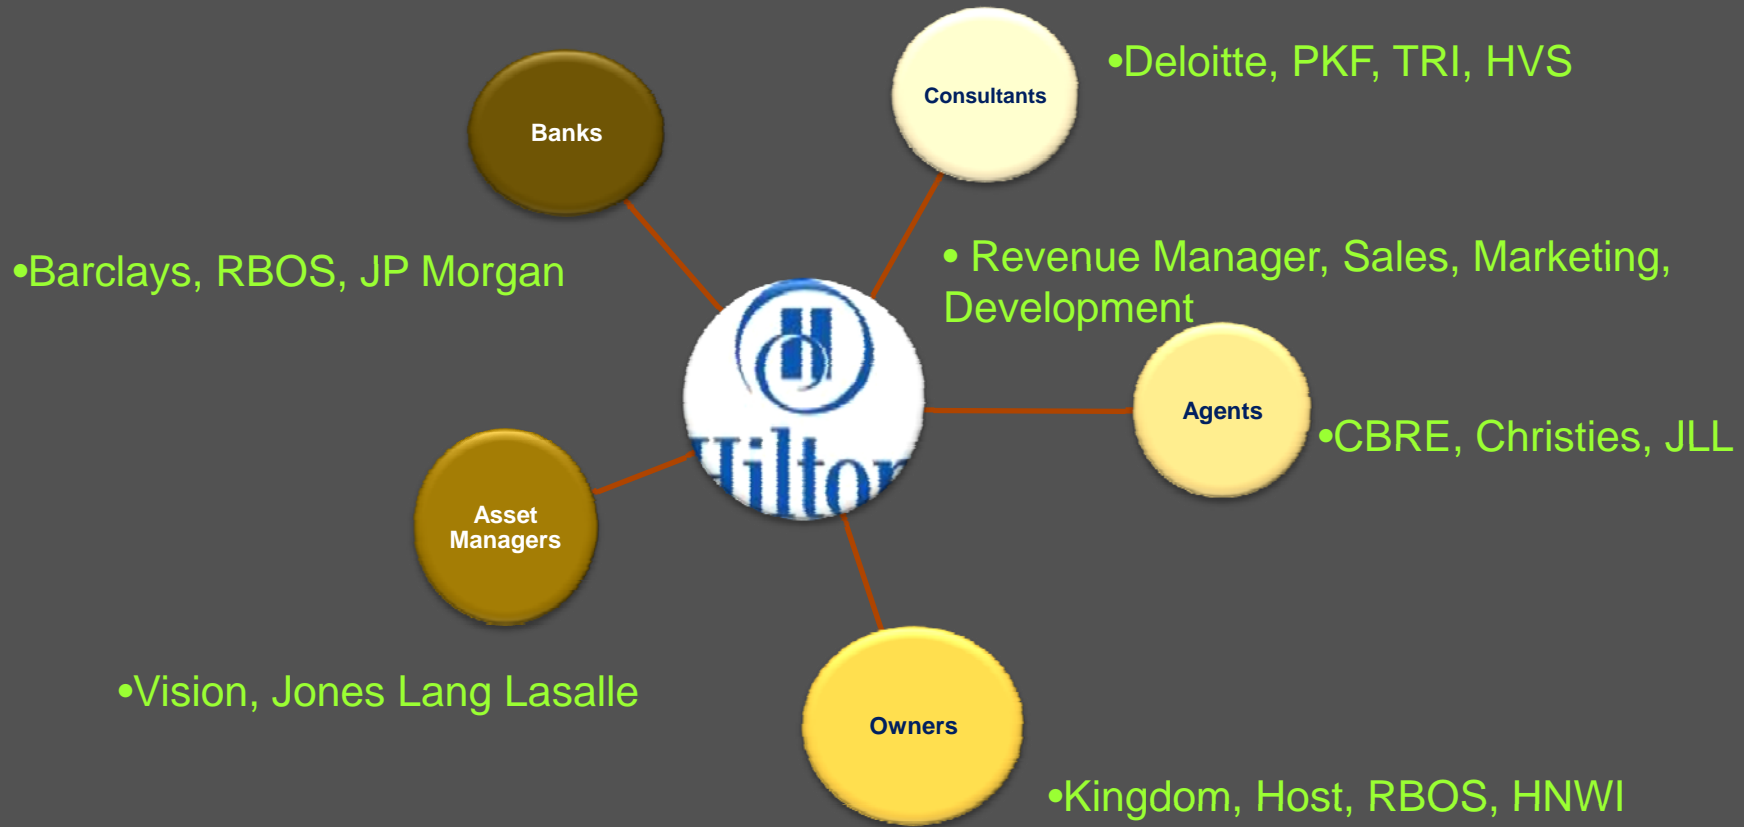 Consultants
•Deloitte, PKF, TRI, HVS
Banks
•Barclays, RBOS, JP Morgan
• Revenue Manager, Sales, Marketing,
Development
Hilton
Agents
•CBRE, Christies, JLL
Asset
Managers
•Vision, Jones Lang Lasalle
Owners
•Kingdom, Host, RBOS, HNWI